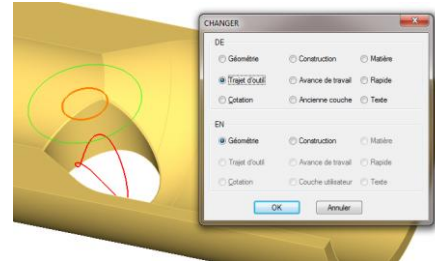 CHANGER
DE
Géométrie Construction Matière
Trajet d'outil Avance de travail Rapide
Cotation Ancienne couche Texte
EN
Géométrie Construction Matière
Trajet d'outil Avance de travail Rapide
Cotation Couche utilisateur Texte
OK Annuler